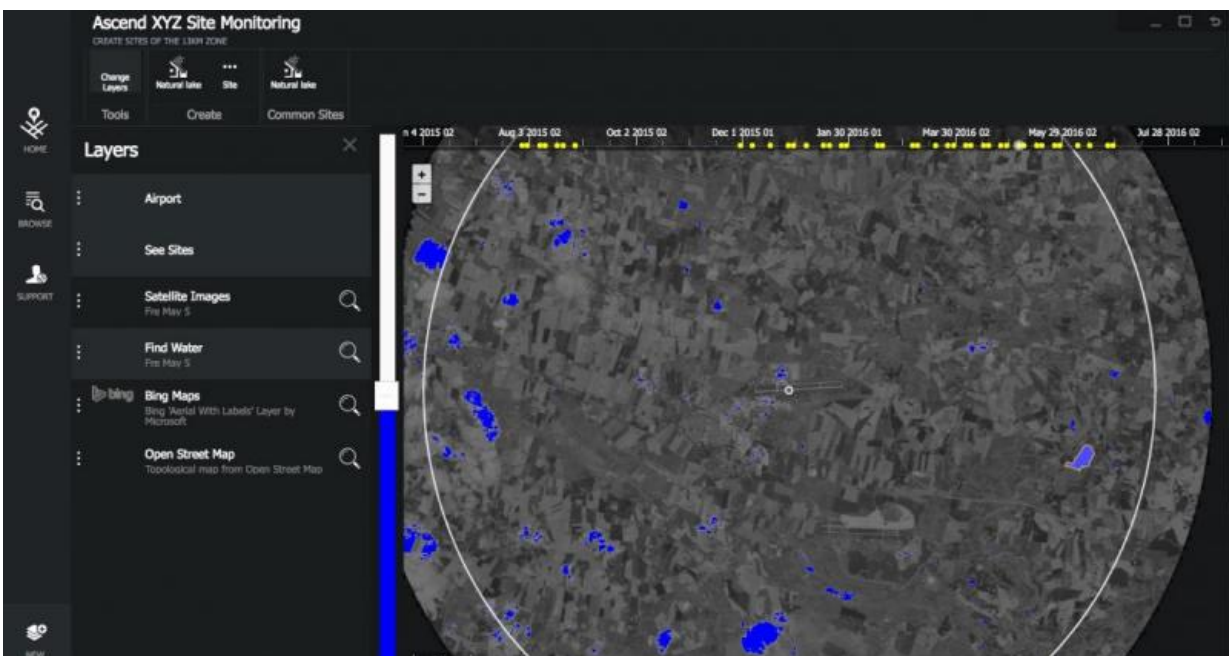 Ascend XYZ Site Monitoring
CREATE SITES OF THE 13KM ZONE
Change
Layers
Natural lake
Site
Natural lake
Tools
Create
Common Sites
HOME
BROWSE
SUPPORT
NEW
Layers
Airport
See Sites
Satellite Images
Fre May 5
Find Water
Fre May 5
bing
Bing Maps
Bing 'Aerial With Labels' Layer by
Microsoft
Open Street Map
Topological map from Open Street Map
n 4 2015 02 Aug 3 2015 02 Oct 2 2015 02 Dec 1 2015 01 Jan 30 2016 01 Mar 30 2016 02 May 29 2016 02 Jul 28 2016 02
+
-